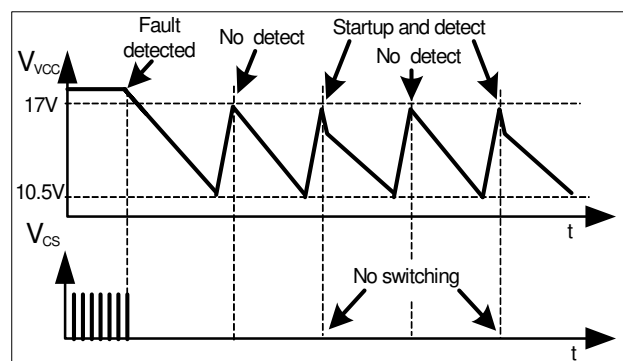 Fault
detected
No detect
Startup and detect
No detect
VVCC
17V
10.5V
t
VCS
No switching
t